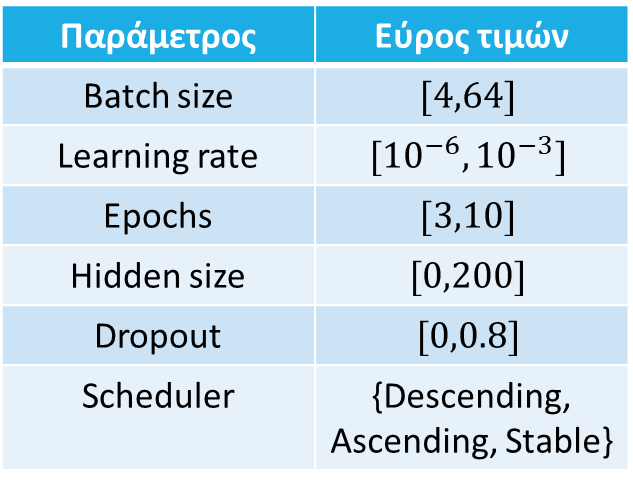 Παράμετρος Εύρος τιμών
Batch size [4,64]
Learning rate [10⁻⁶, 10⁻³]
Epochs [3,10]
Hidden size [0,200]
Dropout [0,0.8]
Scheduler {Descending,
Ascending, Stable}